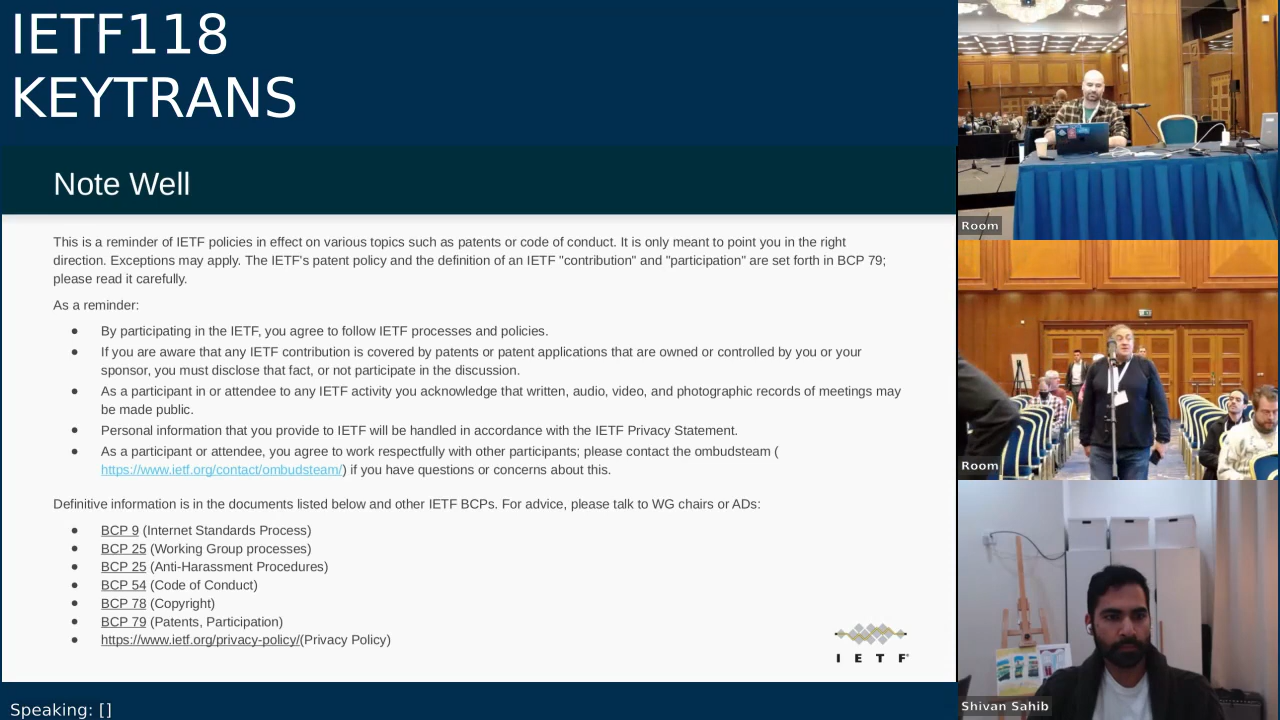 IETF118
KEYTRANS
Note Well
This is a reminder of IETF policies in effect on various topics such as patents or code of conduct. It is only meant to point you in the right
direction. Exceptions may apply. The IETF's patent policy and the definition of an IETF "contribution" and "participation" are set forth in BCP 79;
please read it carefully.
As a reminder:
● By participating in the IETF, you agree to follow IETF processes and policies.
● If you are aware that any IETF contribution is covered by patents or patent applications that are owned or controlled by you or your
sponsor, you must disclose that fact, or not participate in the discussion.
● As a participant in or attendee to any IETF activity you acknowledge that written, audio, video, and photographic records of meetings may
be made public.
● Personal information that you provide to IETF will be handled in accordance with the IETF Privacy Statement.
● As a participant or attendee, you agree to work respectfully with other participants; please contact the ombudsteam (
https://www.ietf.org/contact/ombudsteam/) if you have questions or concerns about this.
Definitive information is in the documents listed below and other IETF BCPs. For advice, please talk to WG chairs or ADs:
● BCP 9 (Internet Standards Process)
● BCP 25 (Working Group processes)
● BCP 25 (Anti-Harassment Procedures)
● BCP 54 (Code of Conduct)
● BCP 78 (Copyright)
● BCP 79 (Patents, Participation)
● https://www.ietf.org/privacy-policy/(Privacy Policy)
I E T F
Speaking: []
Room
Room
Shivan Sahib